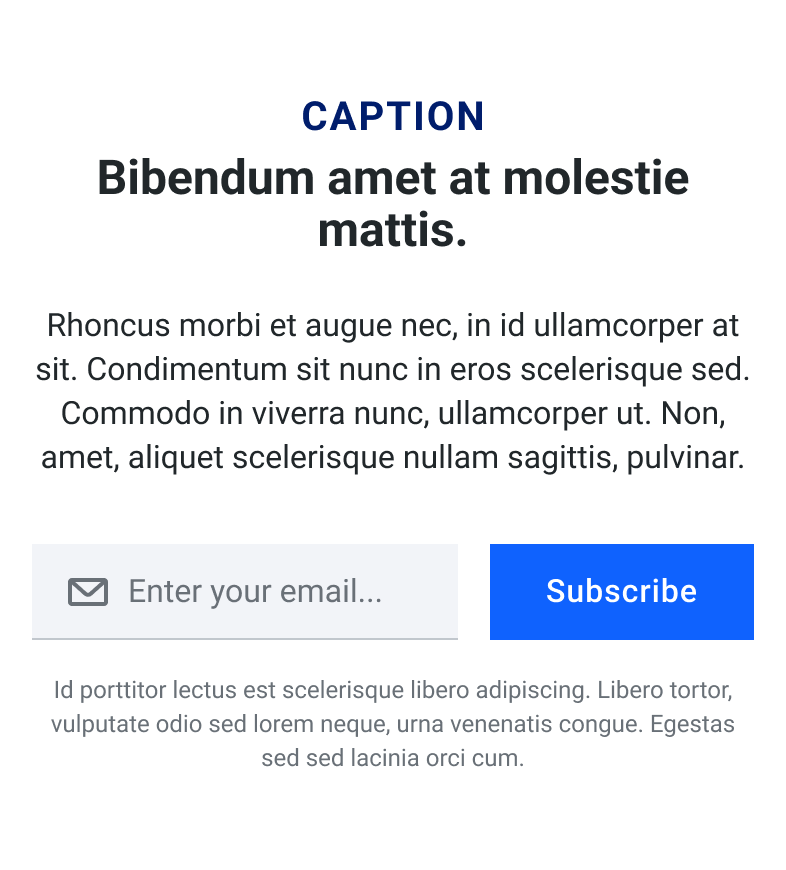 CAPTION
Bibendum amet at molestie
mattis.
Rhoncus morbi et augue nec, in id ullamcorper at
sit. Condimentum sit nunc in eros scelerisque sed.
Commodo in viverra nunc, ullamcorper ut. Non,
amet, aliquet scelerisque nullam sagittis, pulvinar.
Enter your email...
Subscribe
Id porttitor lectus est scelerisque libero adipiscing. Libero tortor,
vulputate odio sed lorem neque, urna venenatis congue. Egestas
sed sed lacinia orci cum.